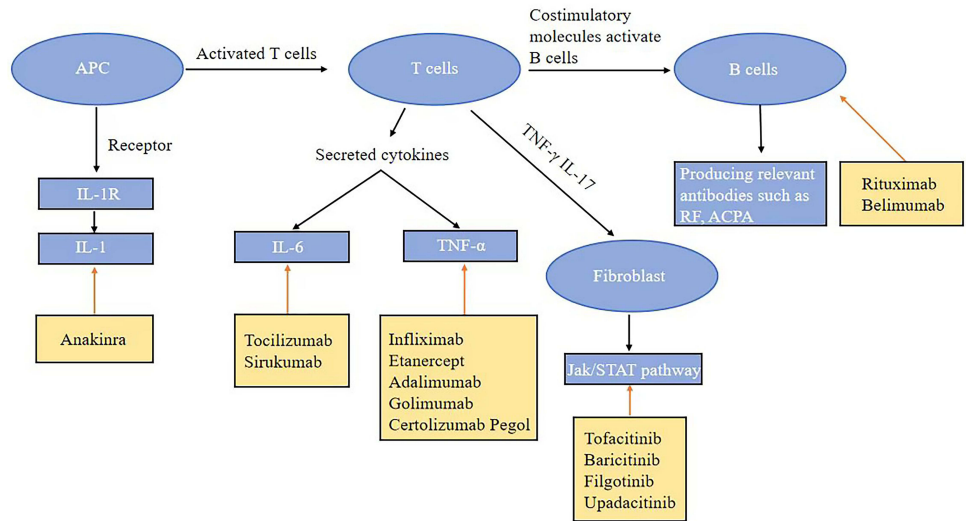 APC
Activated T cells
T cells
Costimulatory
molecules activate
B cells
B cells
Receptor
Secreted cytokines
TNF-γ IL-17
IL-1R
IL-1
IL-6
TNF-α
Producing relevant
antibodies such as
RF, ACPA
Rituximab
Belimumab
Fibroblast
Anakinra
Tocilizumab
Sirukumab
Infliximab
Etanercept
Adalimumab
Golimumab
Certolizumab Pegol
Jak/STAT pathway
Tofacitinib
Baricitinib
Filgotinib
Upadacitinib